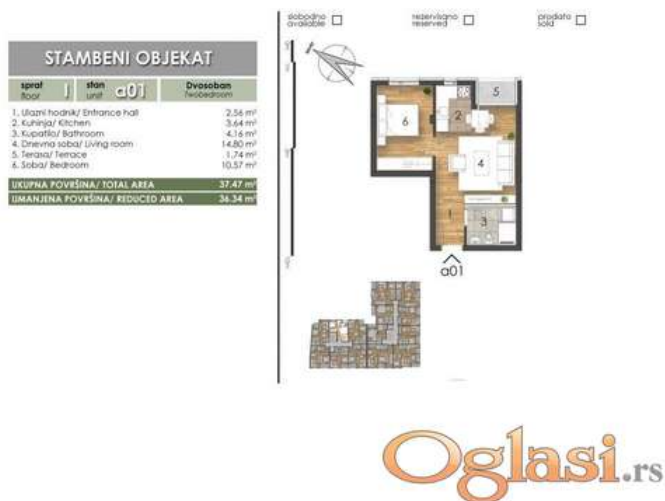 STAMBENI OBJEKAT
sprat floor I stan unit a01 Dvosoban Twobedroom
1. Ulazni hodnik/ Entrance hall 2.56 m²
2. Kuhinja/ Kitchen 3.64 m²
3. Kupatilo/ Bathroom 4.16 m²
4. Dnevna soba/ Living room 14.80 m²
5. Terasa/ Terrace 1.74 m²
6. Soba/ Bedroom 10.57 m²
UKUPNA POVRŠINA/ TOTAL AREA 37.47 m²
UMANJENA POVRŠINA/ REDUCED AREA 36.34 m²
slobodno available
rezervisano reserved
prodato sold
5
6
2
4
1
3
a01
Oglasi.rs